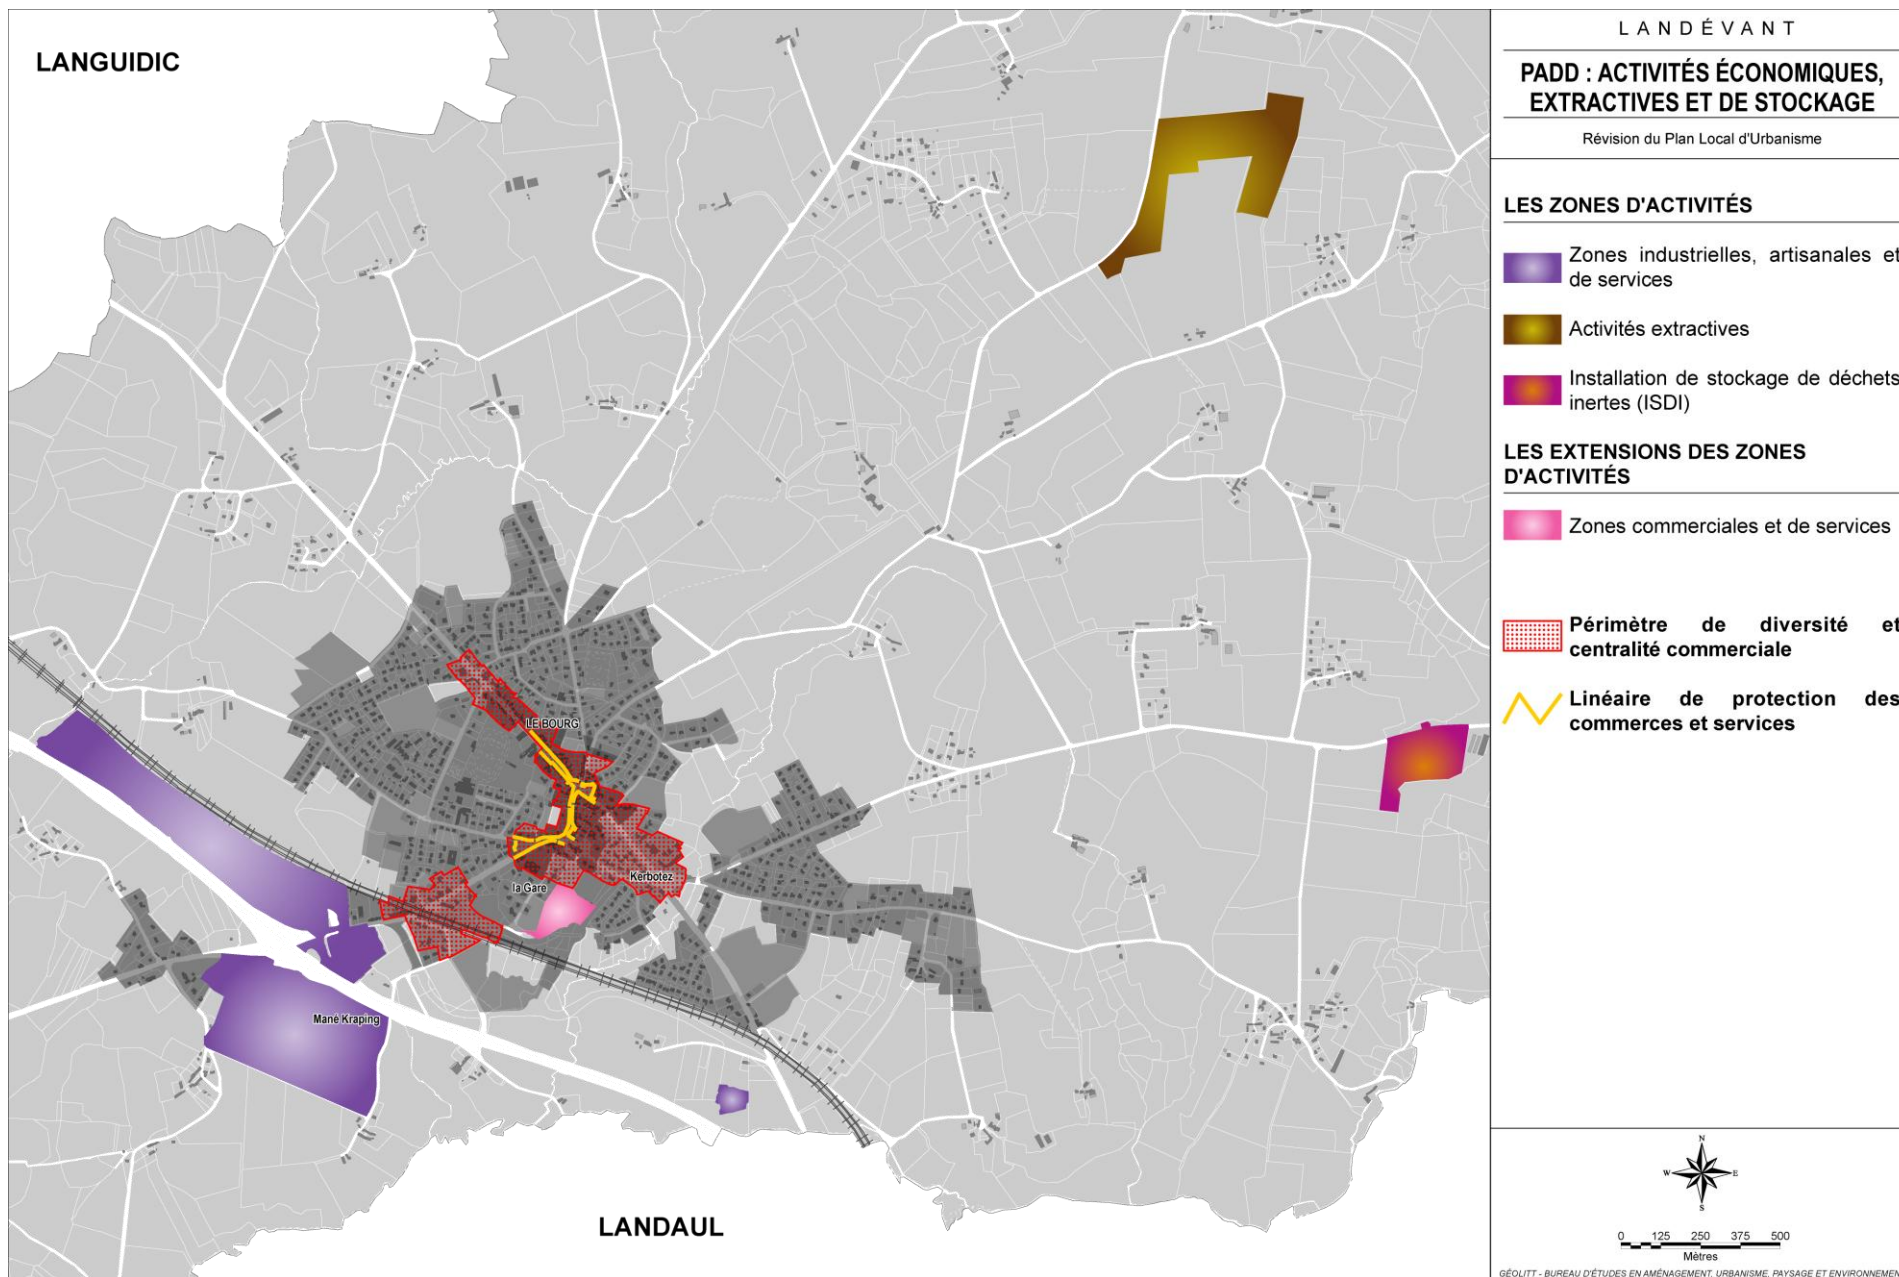 LANGUIDIC
LE BOURG
la Gare
Kerbotez
Mané Kraping
LANDAUL
LANDÉVANT
PADD : ACTIVITÉS ÉCONOMIQUES,
EXTRACTIVES ET DE STOCKAGE
Révision du Plan Local d'Urbanisme
LES ZONES D'ACTIVITÉS
Zones industrielles, artisanales et
de services
Activités extractives
Installation de stockage de déchets
inertes (ISDI)
LES EXTENSIONS DES ZONES
D'ACTIVITÉS
Zones commerciales et de services
Périmètre de diversité et
centralité commerciale
Linéaire de protection des
commerces et services
N
W E
S
0 125 250 375 500
Mètres
GÉOLITT - BUREAU D'ÉTUDES EN AMÉNAGEMENT, URBANISME, PAYSAGE ET ENVIRONNEMEN